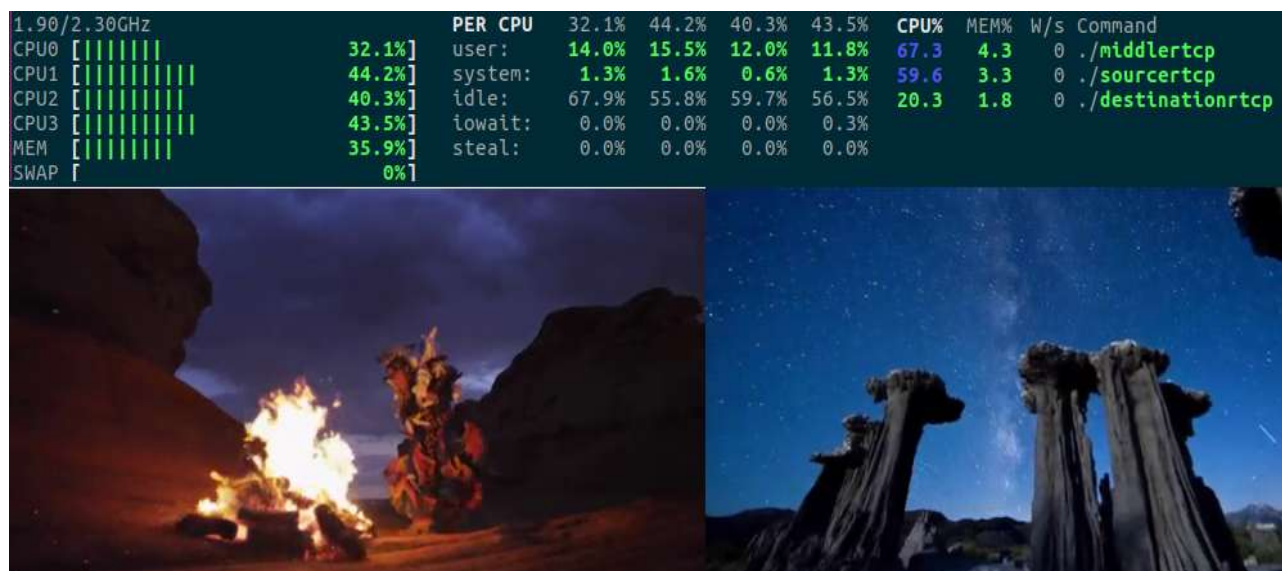 1.90/2.30GHz
CPU0 [||||||| 32.1%]
CPU1 [|||||||||| 44.2%]
CPU2 [||||||||| 40.3%]
CPU3 [|||||||||| 43.5%]
MEM [|||||||| 35.9%]
SWAP [ 0%]
PER CPU 32.1% 44.2% 40.3% 43.5%
user: 14.0% 15.5% 12.0% 11.8%
system: 1.3% 1.6% 0.6% 1.3%
idle: 67.9% 55.8% 59.7% 56.5%
iowait: 0.0% 0.0% 0.0% 0.3%
steal: 0.0% 0.0% 0.0% 0.0%
CPU% MEM% W/s Command
67.3 4.3 0 ./middlertcp
59.6 3.3 0 ./sourcertcp
20.3 1.8 0 ./destinationrtcp